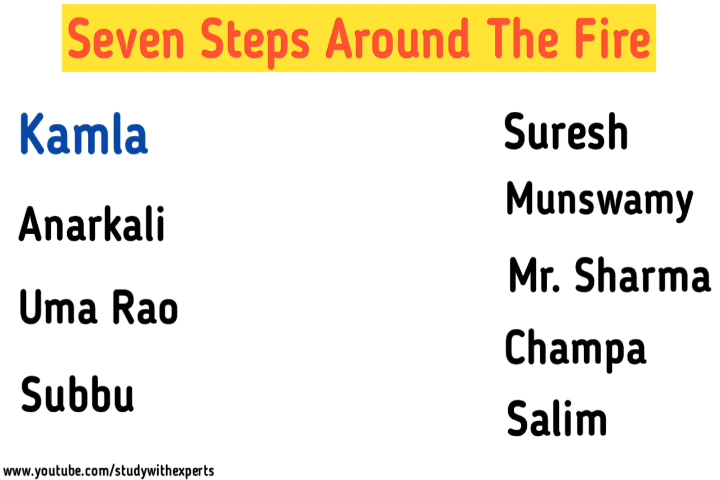 Seven Steps Around The Fire
Kamla
Anarkali
Uma Rao
Subbu
Suresh
Munswamy
Mr. Sharma
Champa
Salim
www.youtube.com/studywithexperts